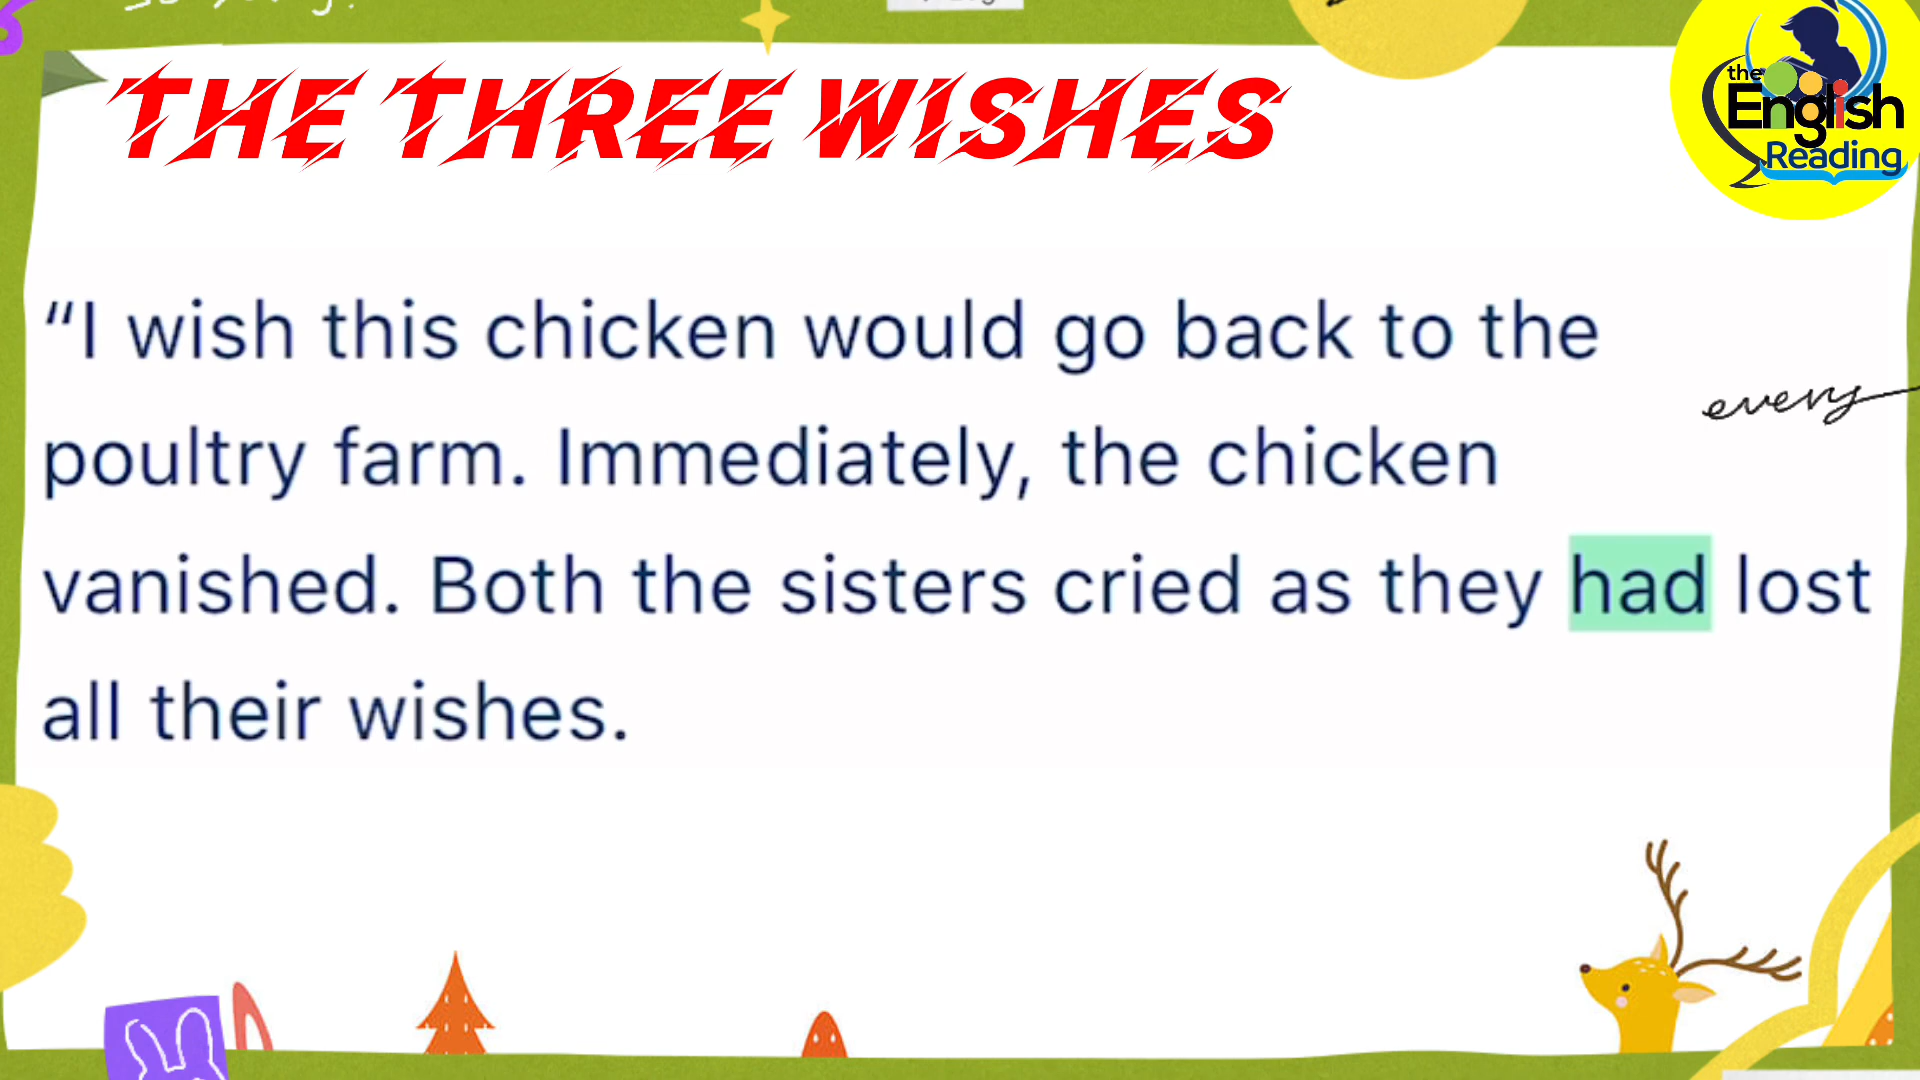 THE THREE WISHES
the
English
Reading
“I wish this chicken would go back to the
every
poultry farm. Immediately, the chicken
vanished. Both the sisters cried as they had lost
all their wishes.